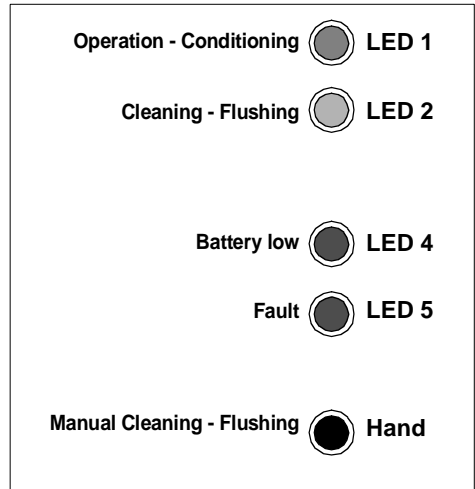 Operation - Conditioning LED 1
Cleaning - Flushing LED 2
Battery low LED 4
Fault LED 5
Manual Cleaning - Flushing Hand